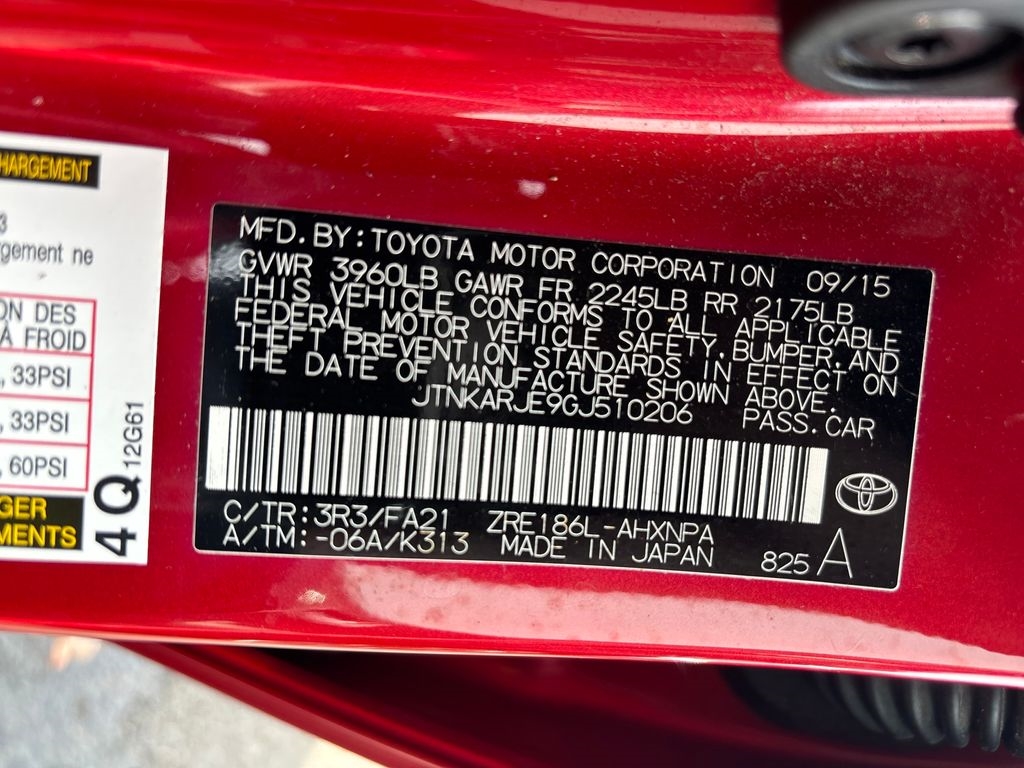 HARGEMENT
3
rgement ne
ON DES
À FROID
, 33PSI
, 33PSI
, 60PSI
GER
EMENTS
4Q 12G61
MFD. BY: TOYOTA MOTOR CORPORATION 09/15
GVWR 3960LB GAWR FR 2245LB RR 2175LB
THIS VEHICLE CONFORMS TO ALL APPLICABLE
FEDERAL MOTOR VEHICLE SAFETY, BUMPER, AND
THEFT PREVENTION STANDARDS IN EFFECT ON
THE DATE OF MANUFACTURE SHOWN ABOVE.
JTNKARJE9GJ510206 PASS. CAR
C/TR: 3R3/FA21 ZRE186L-AHXNPA
A/TM: -06A/K313 MADE IN JAPAN 825 A